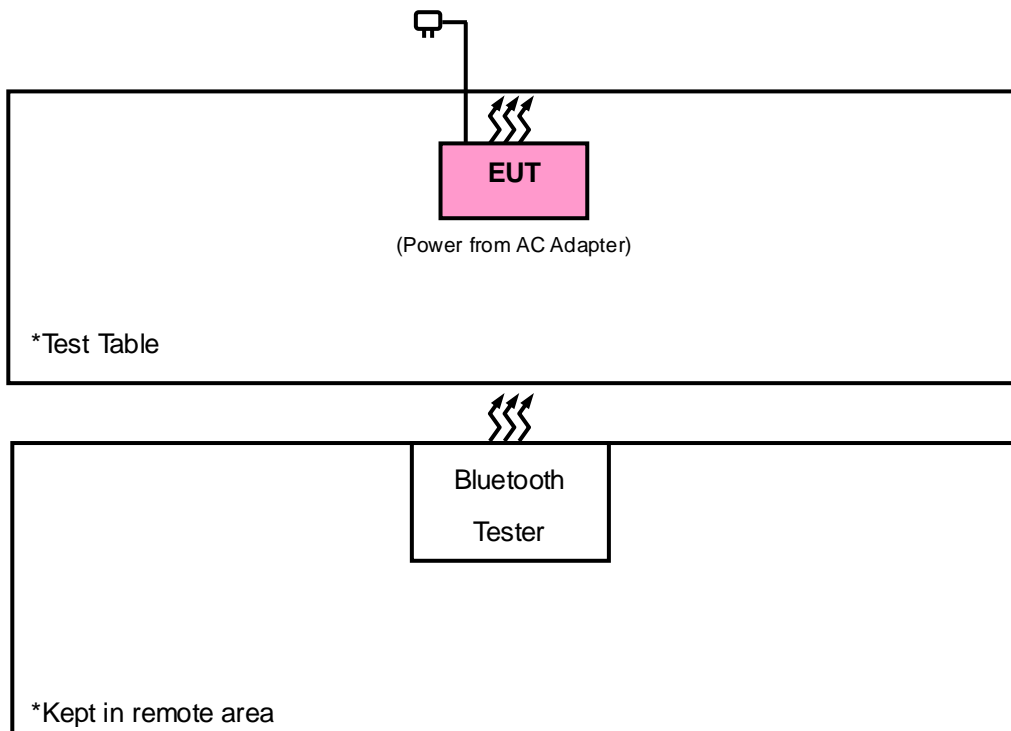 EUT
(Power from AC Adapter)
*Test Table
Bluetooth
Tester
*Kept in remote area